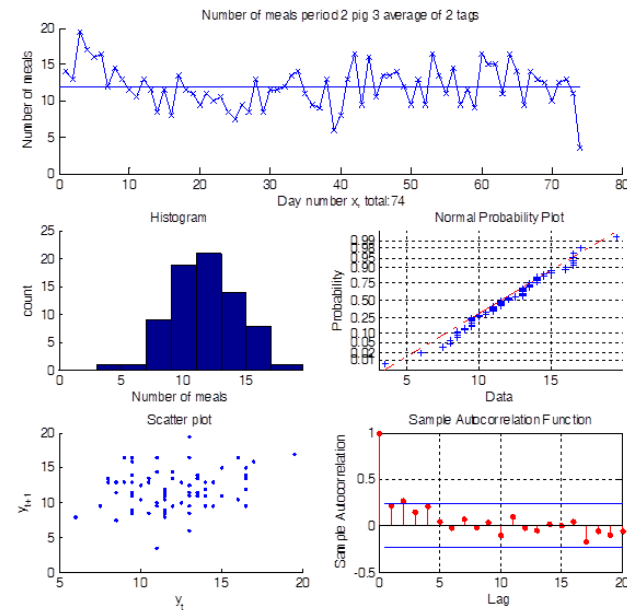 Number of meals period 2 pig 3 average of 2 tags
Number of meals
20
15
10
5
0
0 10 20 30 40 50 60 70 80
Day number x, total:74
Histogram
count
25
20
15
10
5
0
0 5 10 15
Number of meals
Normal Probability Plot
Probability
0.99
0.95
0.90
0.75
0.50
0.25
0.10
0.05
0.02
0.01
5 10 15
Data
Scatter plot
yt+1
20
15
10
5
0
5 10 15 20
yt
Sample Autocorrelation Function
Sample Autocorrelation
1
0.5
0
-0.5
0 5 10 15 20
Lag